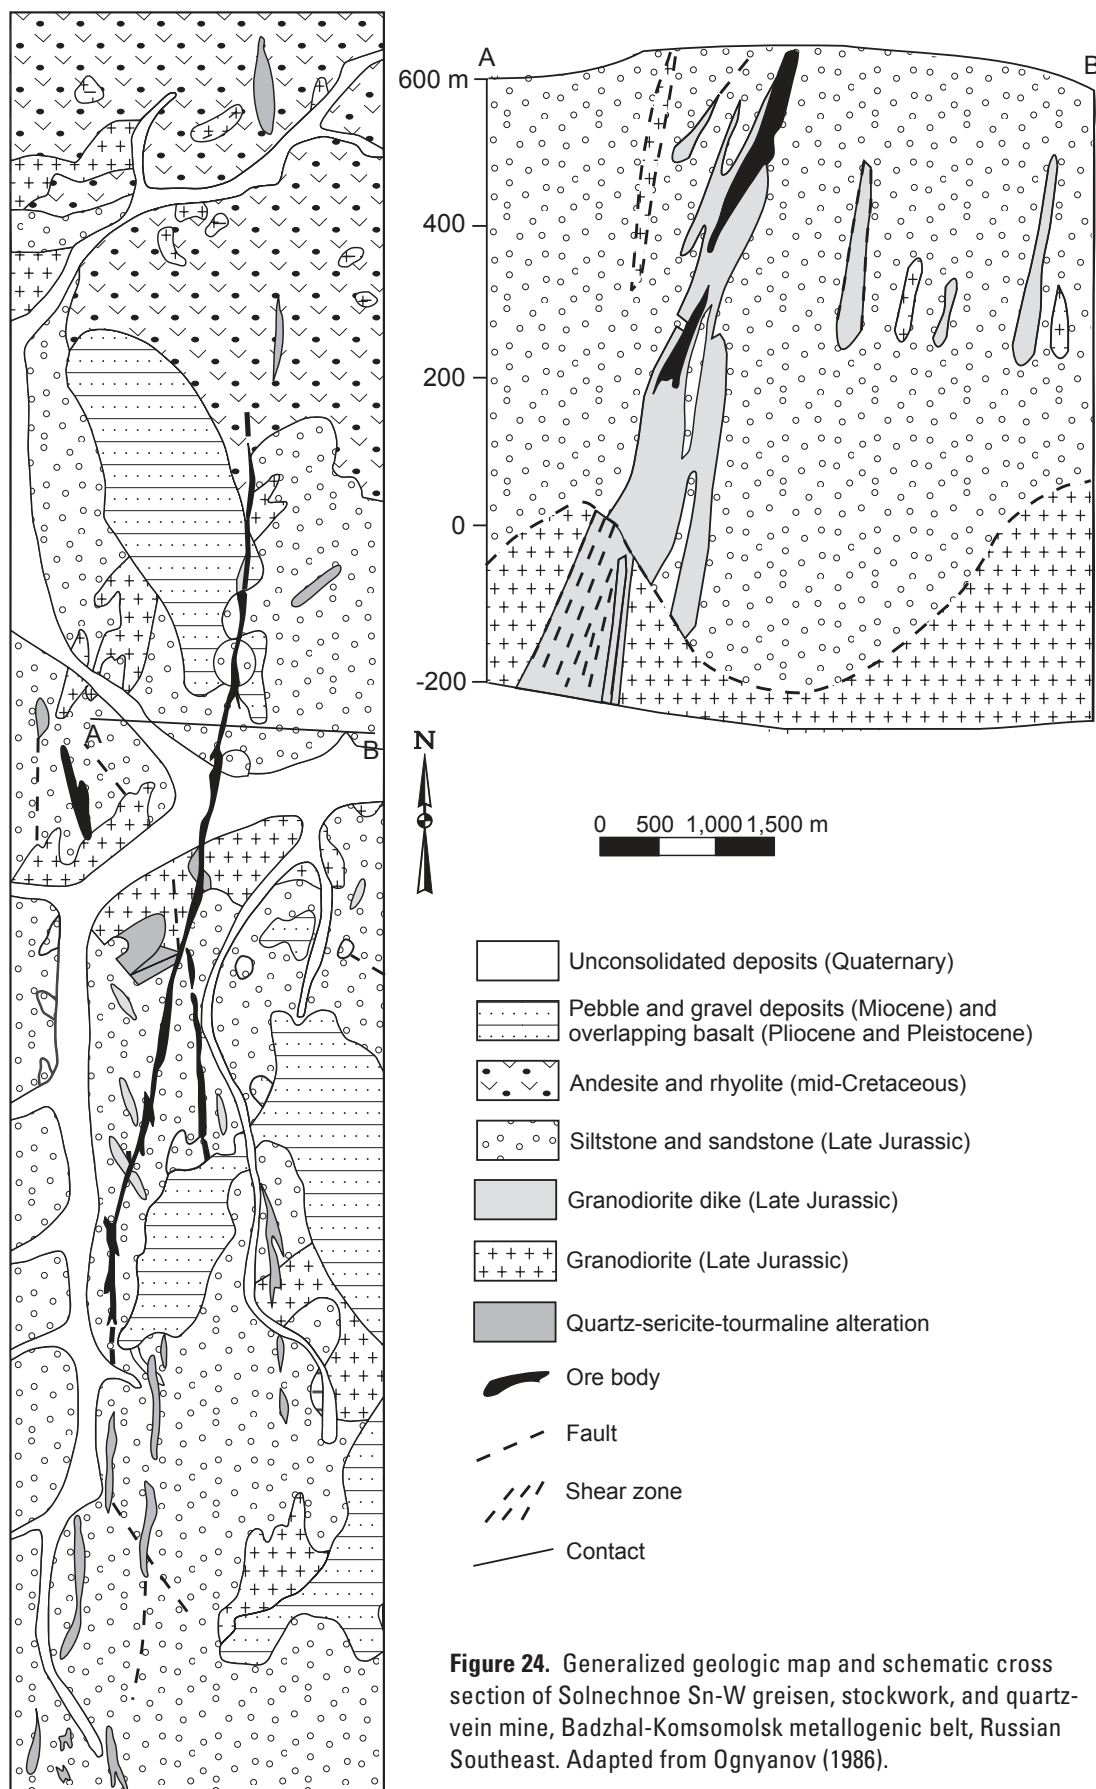 A
B
600 m
400
200
0
-200
A
B
N
0 500 1,000 1,500 m
Unconsolidated deposits (Quaternary)
Pebble and gravel deposits (Miocene) and
overlapping basalt (Pliocene and Pleistocene)
Andesite and rhyolite (mid-Cretaceous)
Siltstone and sandstone (Late Jurassic)
Granodiorite dike (Late Jurassic)
Granodiorite (Late Jurassic)
Quartz-sericite-tourmaline alteration
Ore body
Fault
Shear zone
Contact
Figure 24. Generalized geologic map and schematic cross
section of Solnechnoe Sn-W greisen, stockwork, and quartz-
vein mine, Badzhal-Komsomolsk metallogenic belt, Russian
Southeast. Adapted from Ognyanov (1986).